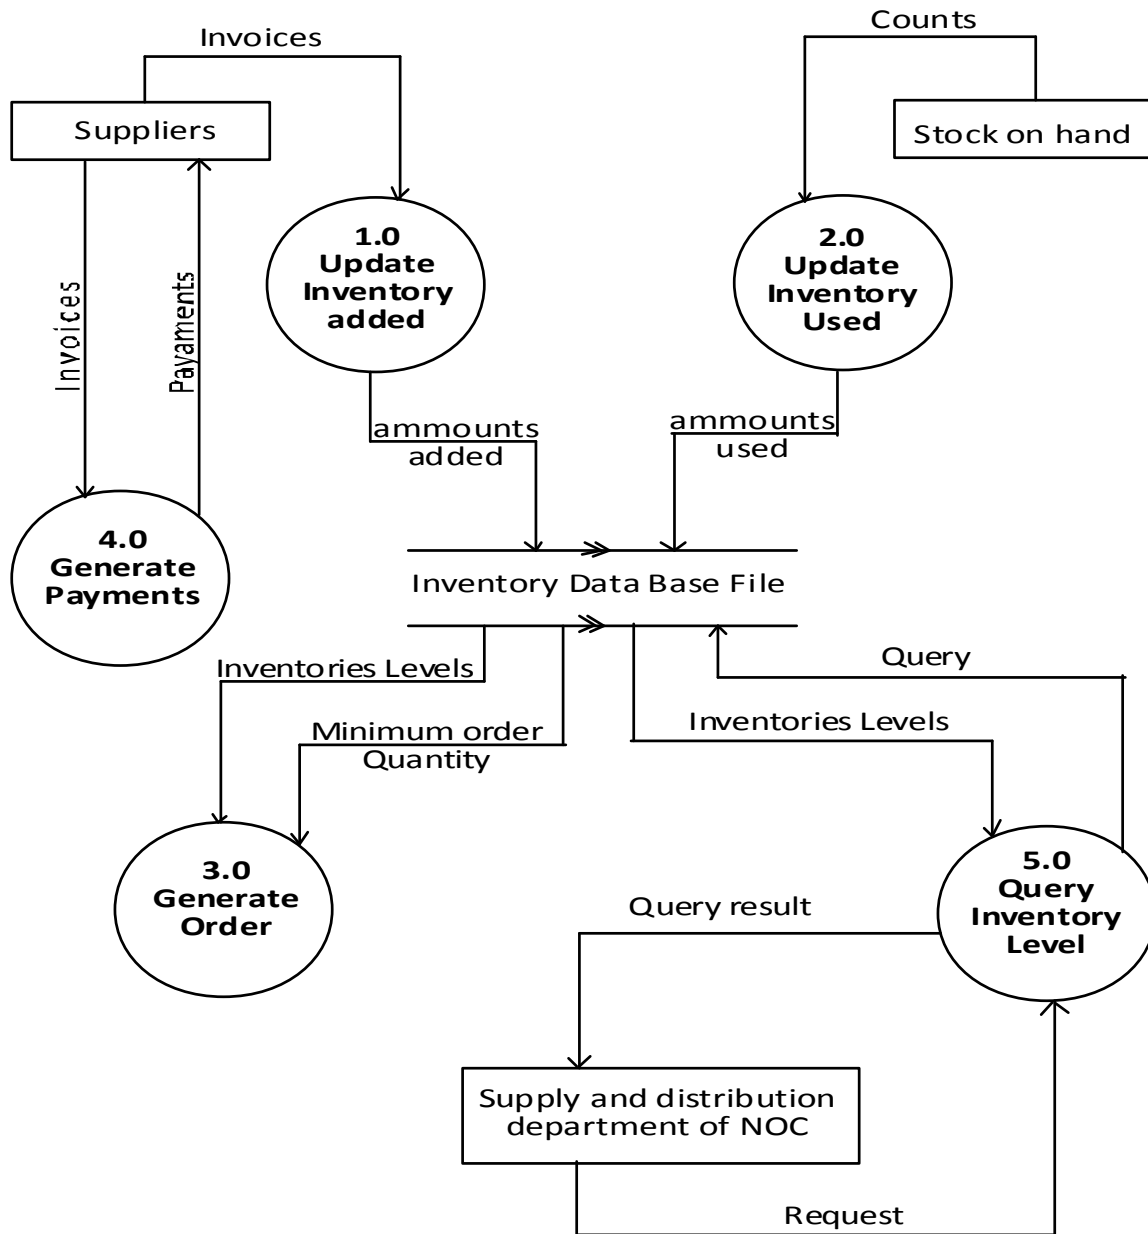 Invoices
Counts
Suppliers
Stock on hand
1.0
Update
Inventory
added
2.0
Update
Inventory
Used
Invoices
Payaments
ammounts
added
ammounts
used
4.0
Generate
Payments
Inventory Data Base File
Inventories Levels
Query
Minimum order
Quantity
Inventories Levels
3.0
Generate
Order
5.0
Query
Inventory
Level
Query result
Supply and distribution
department of NOC
Request